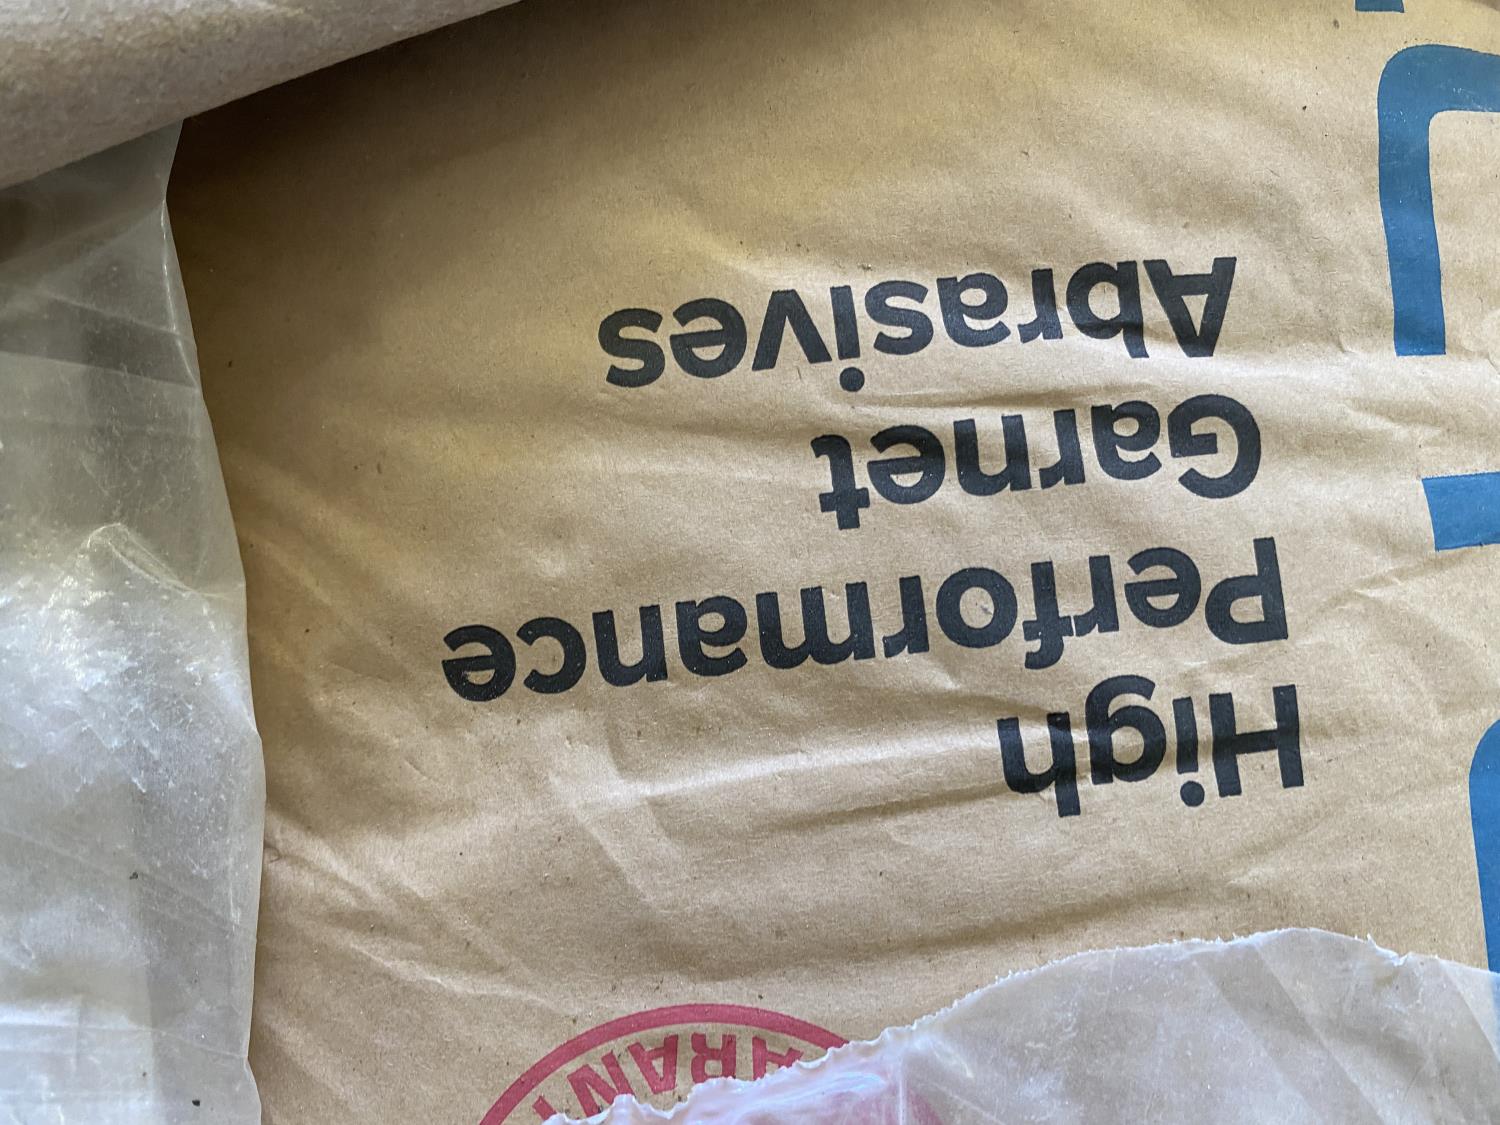 High
Performance
Garnet
Abrasives